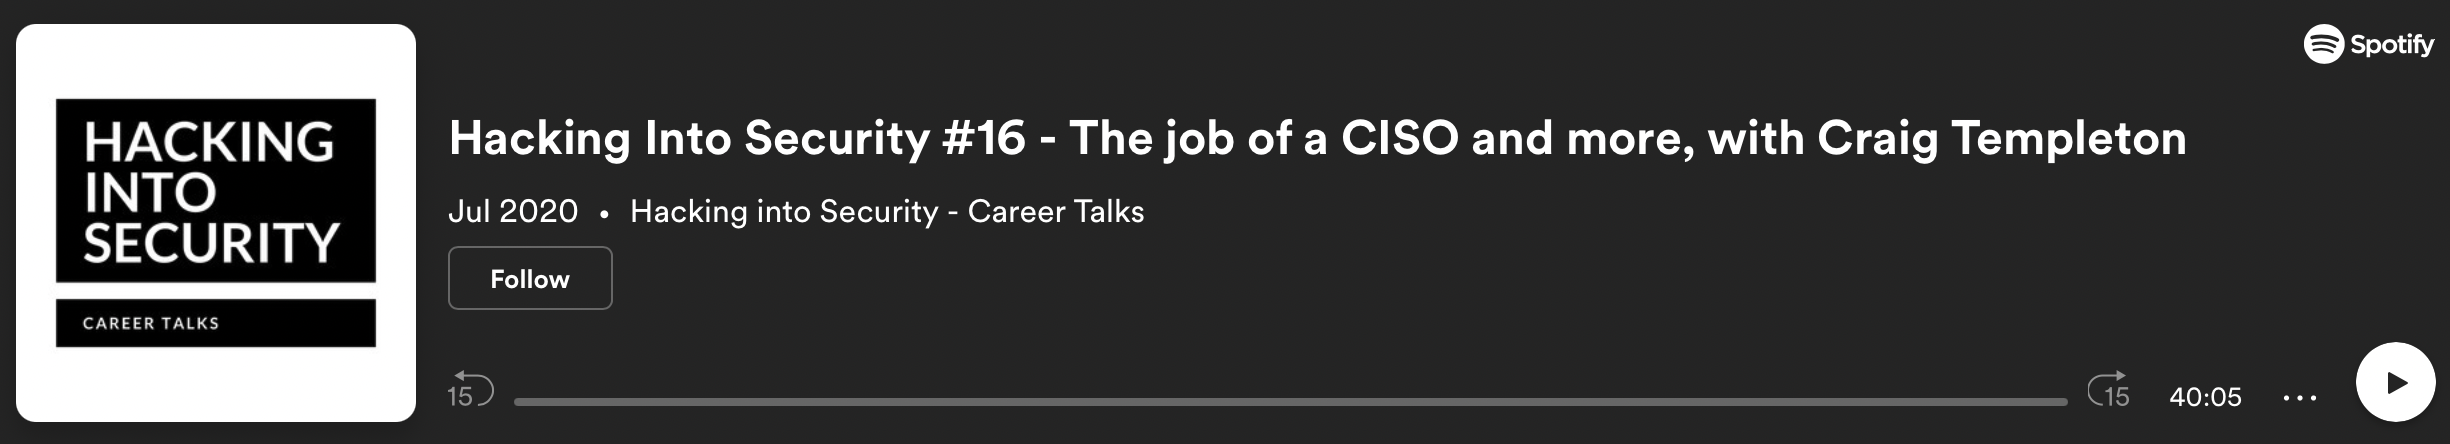 HACKING
INTO
SECURITY
CAREER TALKS
Spotify
Hacking Into Security #16 - The job of a CISO and more, with Craig Templeton
Jul 2020 • Hacking into Security - Career Talks
Follow
15
15
40:05